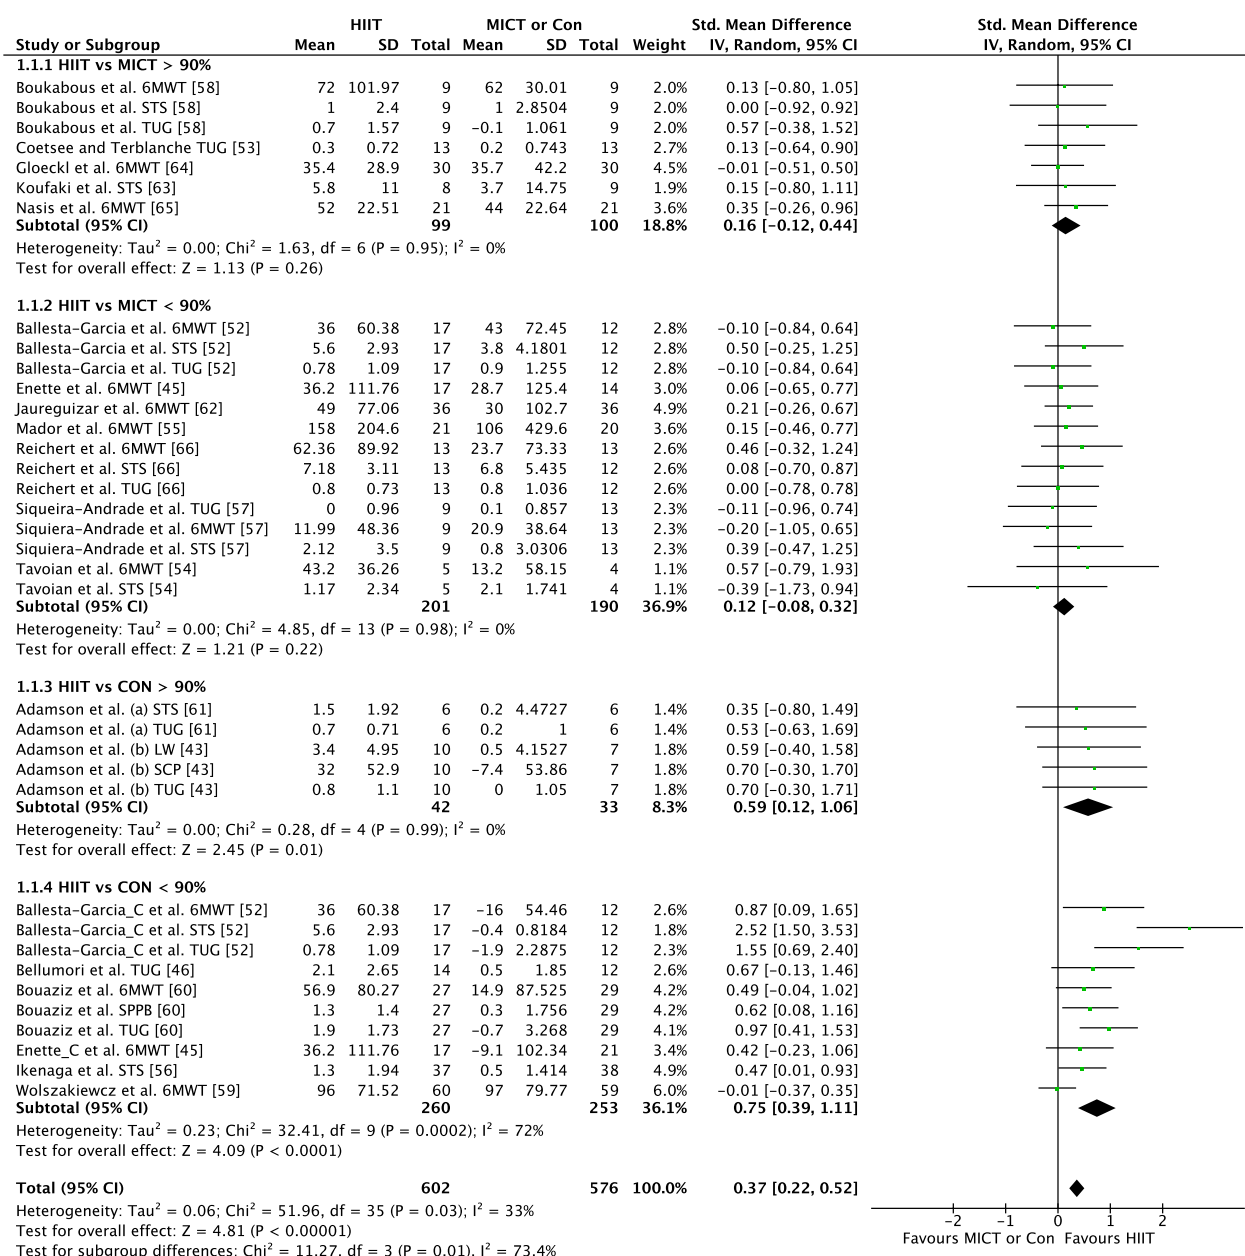 HIIT MICT or Con Std. Mean Difference Std. Mean Difference
Study or Subgroup Mean SD Total Mean SD Total Weight IV, Random, 95% CI IV, Random, 95% CI
1.1.1 HIIT vs MICT > 90%
Boukabous et al. 6MWT [58] 72 101.97 9 62 30.01 9 2.0% 0.13 [−0.80, 1.05]
Boukabous et al. STS [58] 1 2.4 9 1 2.8504 9 2.0% 0.00 [−0.92, 0.92]
Boukabous et al. TUG [58] 0.7 1.57 9 −0.1 1.061 9 2.0% 0.57 [−0.38, 1.52]
Coetsee and Terblanche TUG [53] 0.3 0.72 13 0.2 0.743 13 2.7% 0.13 [−0.64, 0.90]
Gloeckl et al. 6MWT [64] 35.4 28.9 30 35.7 42.2 30 4.5% −0.01 [−0.51, 0.50]
Koufaki et al. STS [63] 5.8 11 8 3.7 14.75 9 1.9% 0.15 [−0.80, 1.11]
Nasis et al. 6MWT [65] 52 22.51 21 44 22.64 21 3.6% 0.35 [−0.26, 0.96]
Subtotal (95% CI) 99 100 18.8% 0.16 [−0.12, 0.44]
Heterogeneity: Tau² = 0.00; Chi² = 1.63, df = 6 (P = 0.95); I² = 0%
Test for overall effect: Z = 1.13 (P = 0.26)
1.1.2 HIIT vs MICT < 90%
Ballesta−Garcia et al. 6MWT [52] 36 60.38 17 43 72.45 12 2.8% −0.10 [−0.84, 0.64]
Ballesta−Garcia et al. STS [52] 5.6 2.93 17 3.8 4.1801 12 2.8% 0.50 [−0.25, 1.25]
Ballesta−Garcia et al. TUG [52] 0.78 1.09 17 0.9 1.255 12 2.8% −0.10 [−0.84, 0.64]
Enette et al. 6MWT [45] 36.2 111.76 17 28.7 125.4 14 3.0% 0.06 [−0.65, 0.77]
Jaureguizar et al. 6MWT [62] 49 77.06 36 30 102.7 36 4.9% 0.21 [−0.26, 0.67]
Mador et al. 6MWT [55] 158 204.6 21 106 429.6 20 3.6% 0.15 [−0.46, 0.77]
Reichert et al. 6MWT [66] 62.36 89.92 13 23.7 73.33 13 2.6% 0.46 [−0.32, 1.24]
Reichert et al. STS [66] 7.18 3.11 13 6.8 5.435 12 2.6% 0.08 [−0.70, 0.87]
Reichert et al. TUG [66] 0.8 0.73 13 0.8 1.036 12 2.6% 0.00 [−0.78, 0.78]
Siqueira−Andrade et al. TUG [57] 0 0.96 9 0.1 0.857 13 2.3% −0.11 [−0.96, 0.74]
Siquiera−Andrade et al. 6MWT [57] 11.99 48.36 9 20.9 38.64 13 2.3% −0.20 [−1.05, 0.65]
Siquiera−Andrade et al. STS [57] 2.12 3.5 9 0.8 3.0306 13 2.3% 0.39 [−0.47, 1.25]
Tavoian et al. 6MWT [54] 43.2 36.26 5 13.2 58.15 4 1.1% 0.57 [−0.79, 1.93]
Tavoian et al. STS [54] 1.17 2.34 5 2.1 1.741 4 1.1% −0.39 [−1.73, 0.94]
Subtotal (95% CI) 201 190 36.9% 0.12 [−0.08, 0.32]
Heterogeneity: Tau² = 0.00; Chi² = 4.85, df = 13 (P = 0.98); I² = 0%
Test for overall effect: Z = 1.21 (P = 0.22)
1.1.3 HIIT vs CON > 90%
Adamson et al. (a) STS [61] 1.5 1.92 6 0.2 4.4727 6 1.4% 0.35 [−0.80, 1.49]
Adamson et al. (a) TUG [61] 0.7 0.71 6 0.2 1 6 1.4% 0.53 [−0.63, 1.69]
Adamson et al. (b) LW [43] 3.4 4.95 10 0.5 4.1527 7 1.8% 0.59 [−0.40, 1.58]
Adamson et al. (b) SCP [43] 32 52.9 10 −7.4 53.86 7 1.8% 0.70 [−0.30, 1.70]
Adamson et al. (b) TUG [43] 0.8 1.1 10 0 1.05 7 1.8% 0.70 [−0.30, 1.71]
Subtotal (95% CI) 42 33 8.3% 0.59 [0.12, 1.06]
Heterogeneity: Tau² = 0.00; Chi² = 0.28, df = 4 (P = 0.99); I² = 0%
Test for overall effect: Z = 2.45 (P = 0.01)
1.1.4 HIIT vs CON < 90%
Ballesta−Garcia_C et al. 6MWT [52] 36 60.38 17 −16 54.46 12 2.6% 0.87 [0.09, 1.65]
Ballesta−Garcia_C et al. STS [52] 5.6 2.93 17 −0.4 0.8184 12 1.8% 2.52 [1.50, 3.53]
Ballesta−Garcia_C et al. TUG [52] 0.78 1.09 17 −1.9 2.2875 12 2.3% 1.55 [0.69, 2.40]
Bellumori et al. TUG [46] 2.1 2.65 14 0.5 1.85 12 2.6% 0.67 [−0.13, 1.46]
Bouaziz et al. 6MWT [60] 56.9 80.27 27 14.9 87.525 29 4.2% 0.49 [−0.04, 1.02]
Bouaziz et al. SPPB [60] 1.3 1.4 27 0.3 1.756 29 4.2% 0.62 [0.08, 1.16]
Bouaziz et al. TUG [60] 1.9 1.73 27 −0.7 3.268 29 4.1% 0.97 [0.41, 1.53]
Enette_C et al. 6MWT [45] 36.2 111.76 17 −9.1 102.34 21 3.4% 0.42 [−0.23, 1.06]
Ikenaga et al. STS [56] 1.3 1.94 37 0.5 1.414 38 4.9% 0.47 [0.01, 0.93]
Wolszakiewcz et al. 6MWT [59] 96 71.52 60 97 79.77 59 6.0% −0.01 [−0.37, 0.35]
Subtotal (95% CI) 260 253 36.1% 0.75 [0.39, 1.11]
Heterogeneity: Tau² = 0.23; Chi² = 32.41, df = 9 (P = 0.0002); I² = 72%
Test for overall effect: Z = 4.09 (P < 0.0001)
Total (95% CI) 602 576 100.0% 0.37 [0.22, 0.52]
Heterogeneity: Tau² = 0.06; Chi² = 51.96, df = 35 (P = 0.03); I² = 33%
Test for overall effect: Z = 4.81 (P < 0.00001)
Test for subgroup differences: Chi² = 11.27, df = 3 (P = 0.01), I² = 73.4%
−2 −1 0 1 2
Favours MICT or Con Favours HIIT